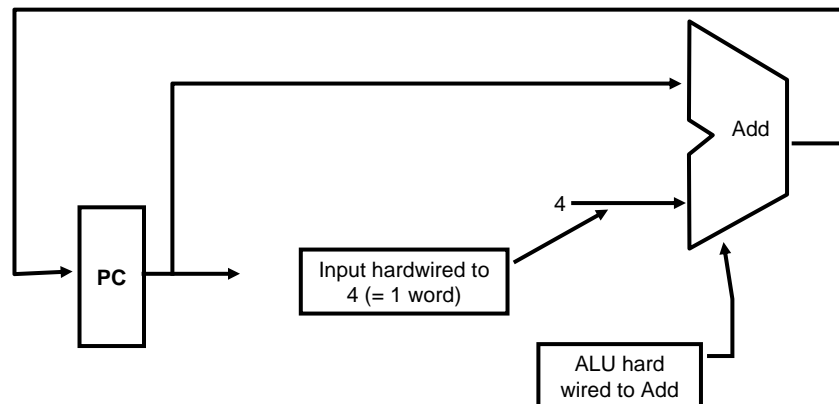 Add
4
PC
Input hardwired to
4 (= 1 word)
ALU hard
wired to Add